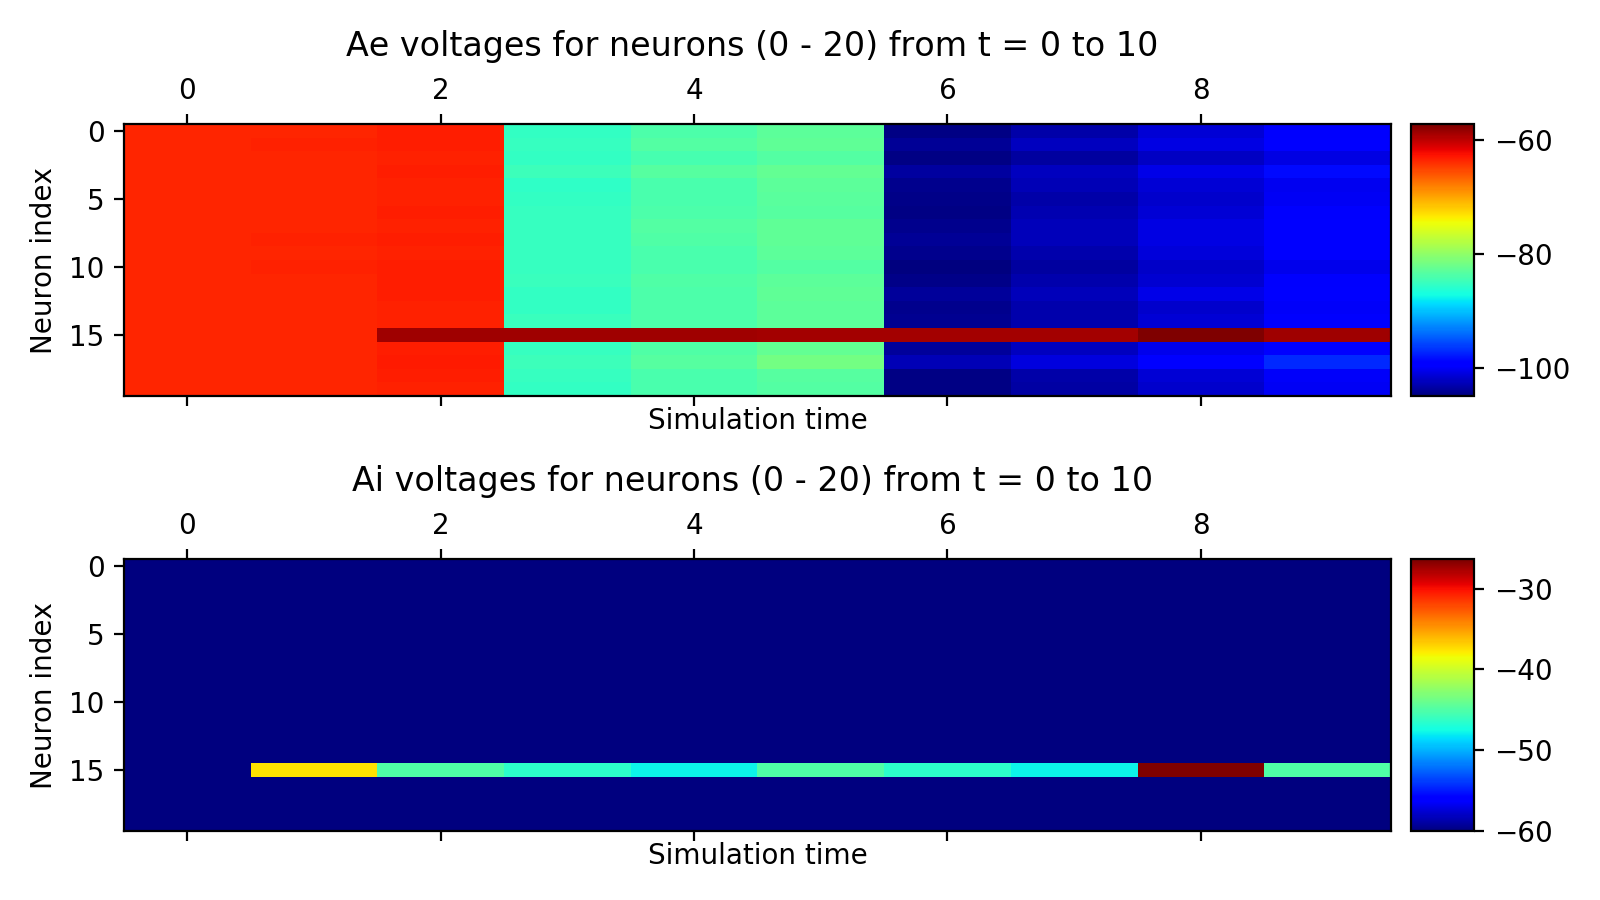 Ae voltages for neurons (0 - 20) from t = 0 to 10
0 2 4 6 8
Neuron index
0
5
10
15
−60
−80
−100
Simulation time
Ai voltages for neurons (0 - 20) from t = 0 to 10
0 2 4 6 8
Neuron index
0
5
10
15
−30
−40
−50
−60
Simulation time